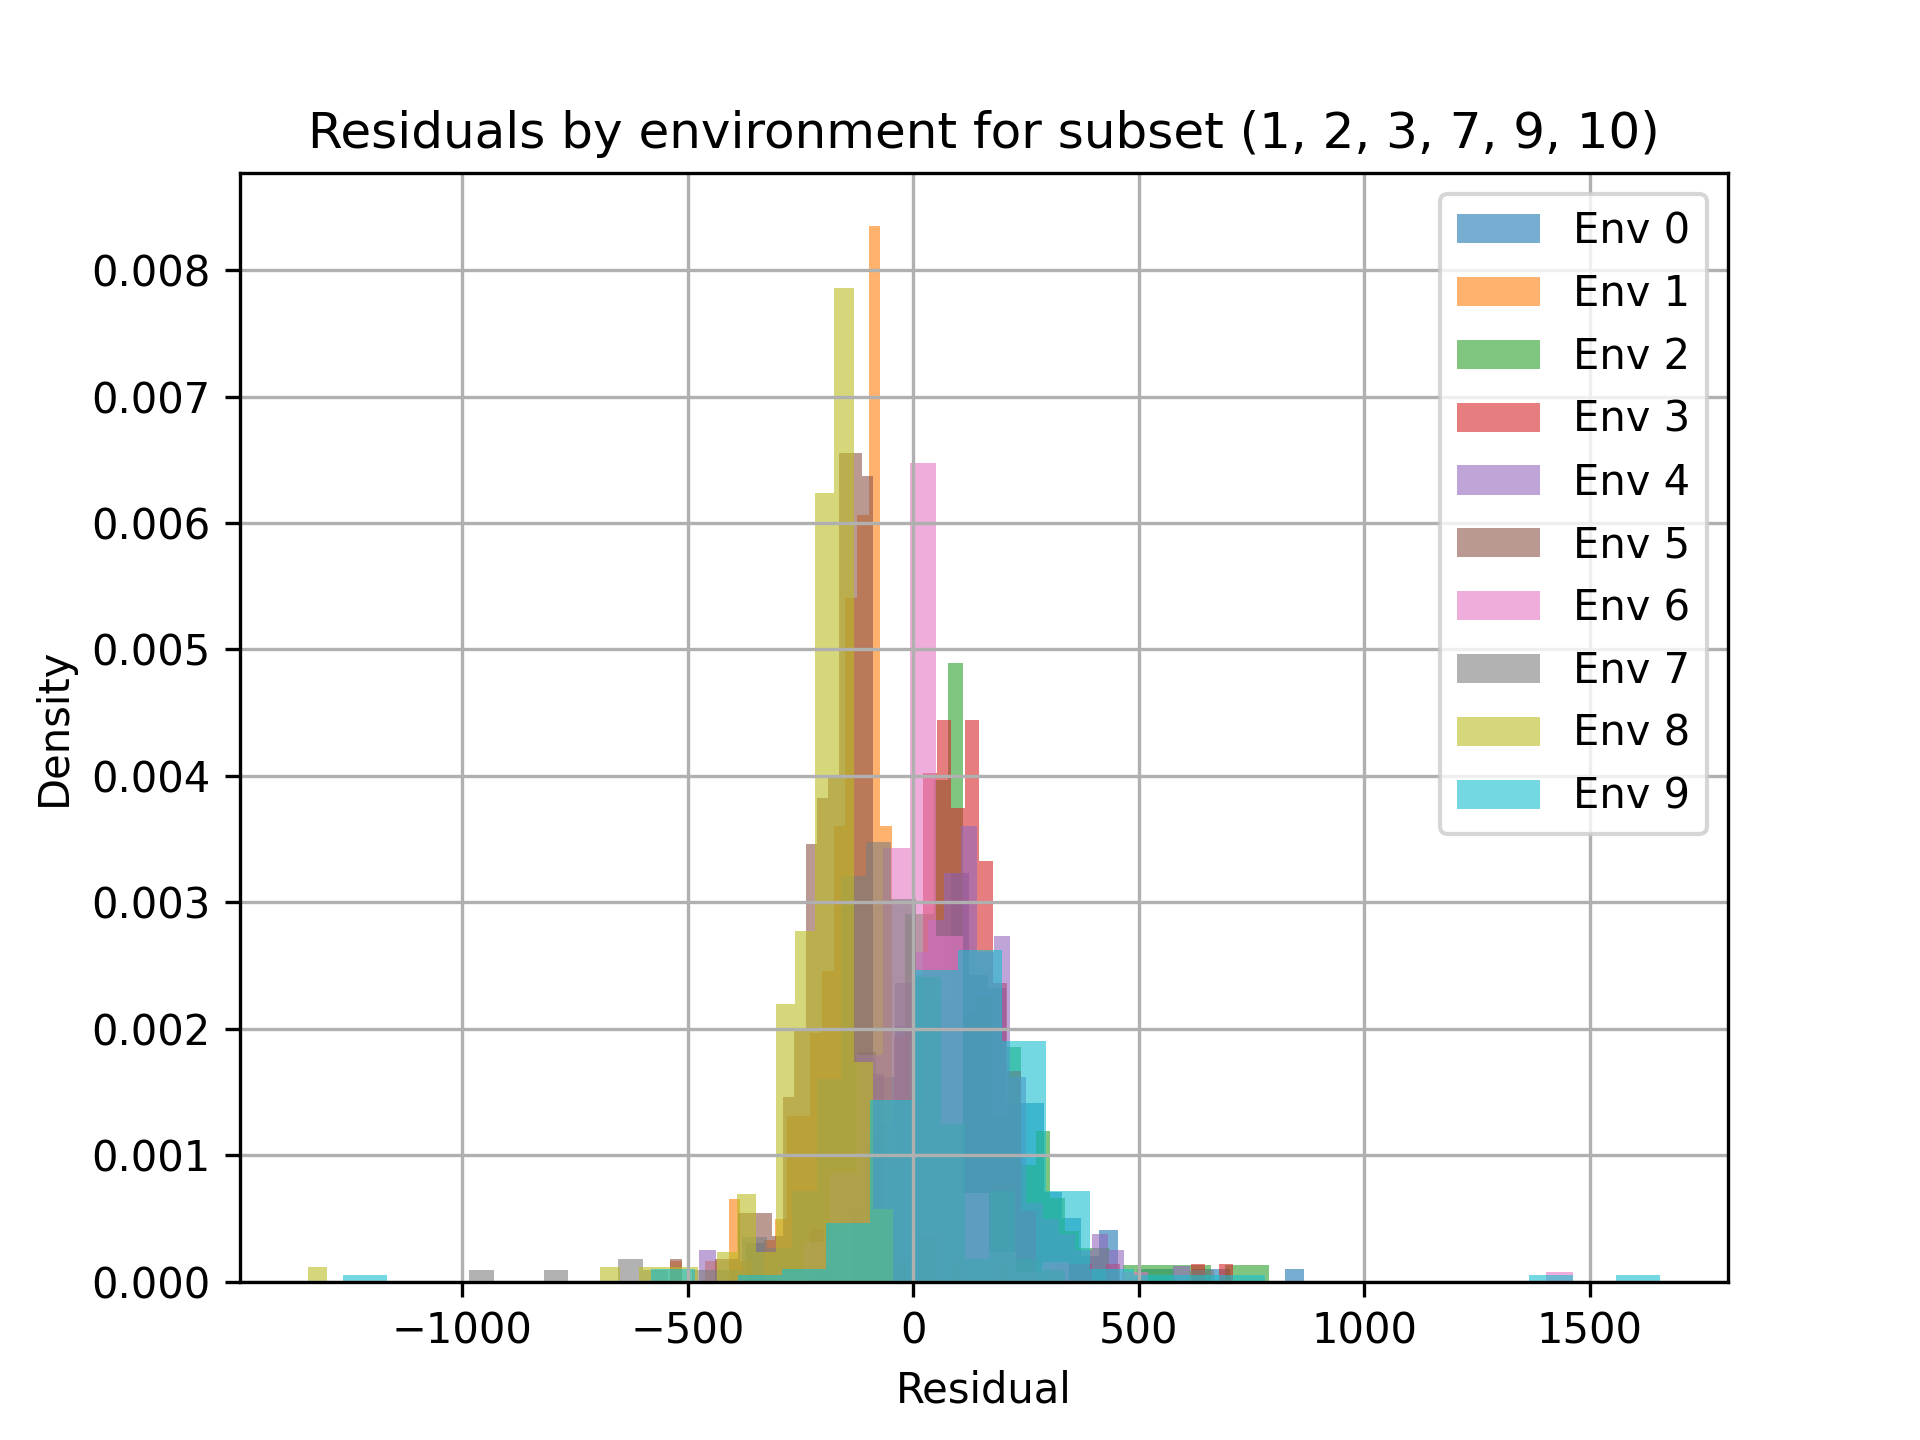 Residuals by environment for subset (1, 2, 3, 7, 9, 10)
Env 0
Env 1
Env 2
Env 3
Env 4
Env 5
Env 6
Env 7
Env 8
Env 9
Density
0.008
0.007
0.006
0.005
0.004
0.003
0.002
0.001
0.000
−1000 −500 0 500 1000 1500
Residual